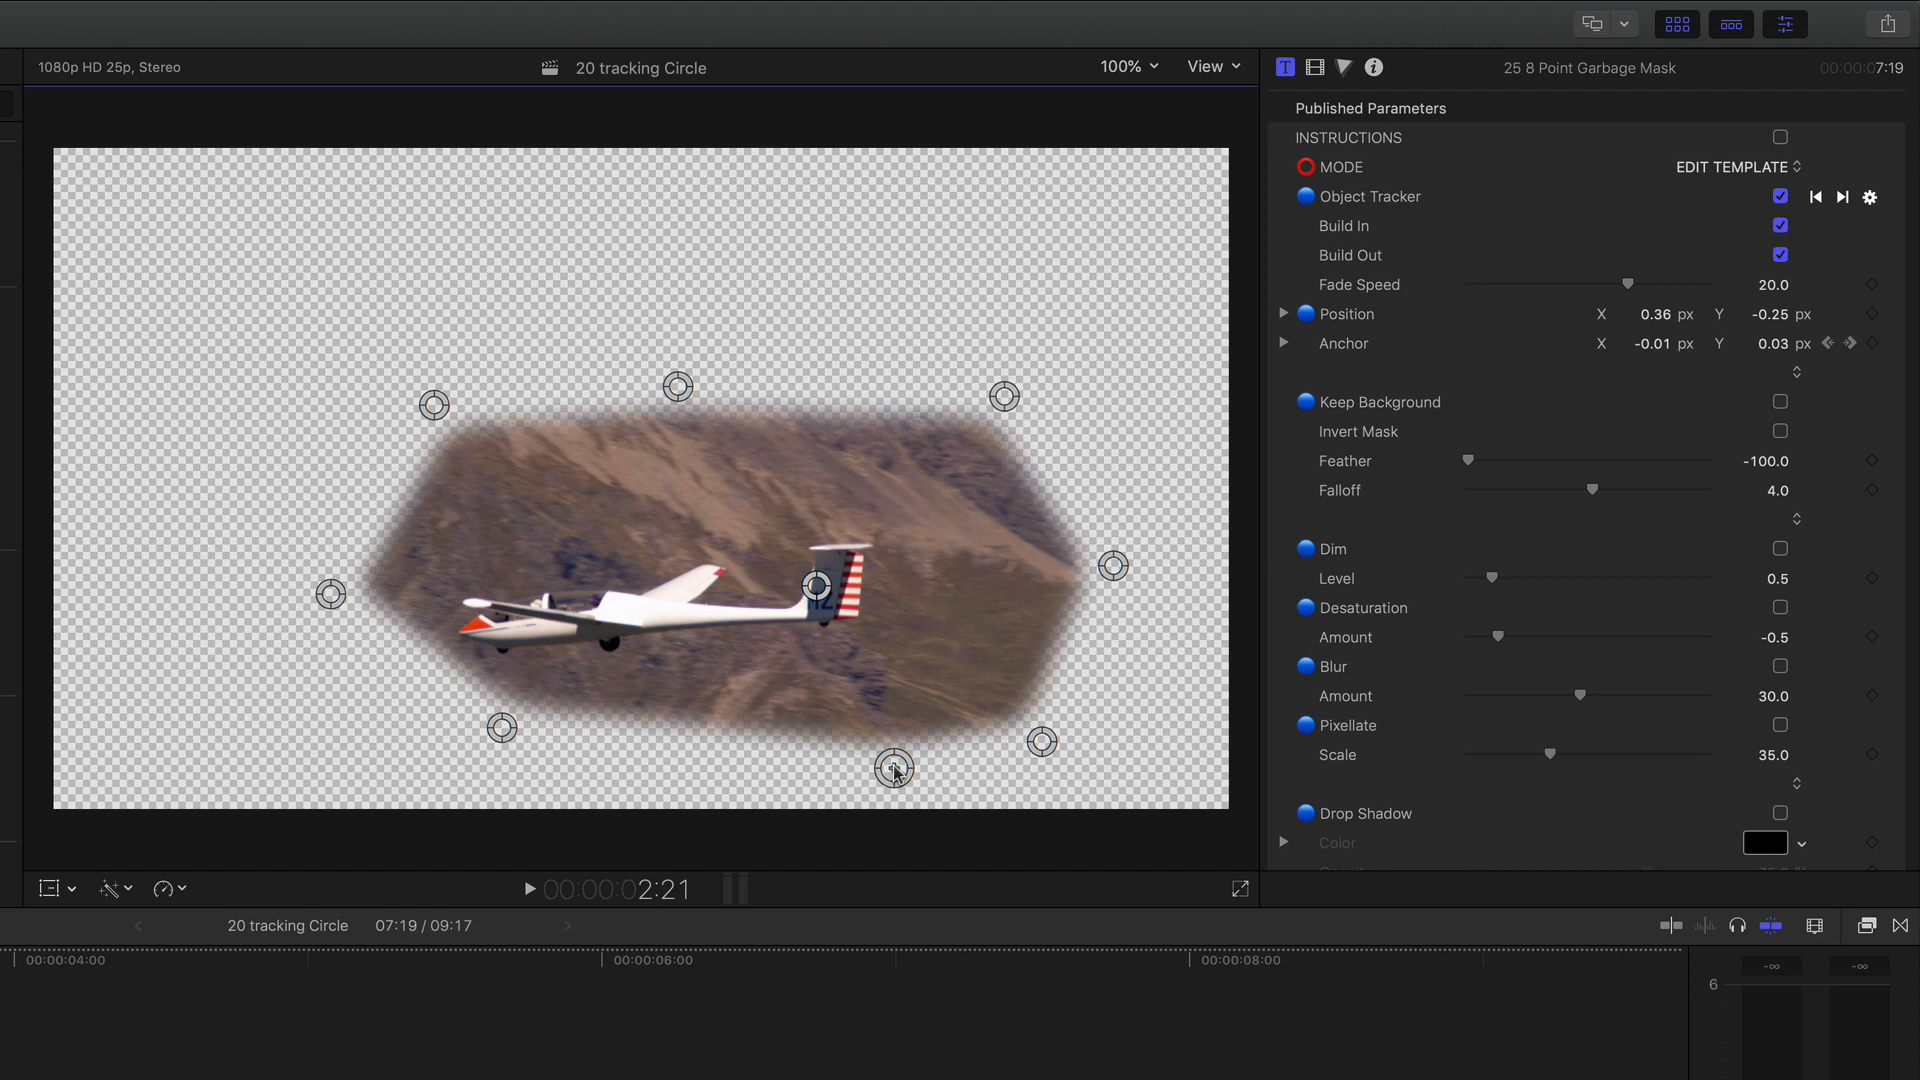 1080p HD 25p, Stereo
20 tracking Circle
100%
View
25 8 Point Garbage Mask
00:00:07:19
Published Parameters
INSTRUCTIONS
MODE
EDIT TEMPLATE
Object Tracker
Build In
Build Out
Fade Speed
20.0
Position
X 0.36 px Y -0.25 px
Anchor
X -0.01 px Y 0.03 px
Keep Background
Invert Mask
Feather
-100.0
Falloff
4.0
Dim
Level
0.5
Desaturation
Amount
-0.5
Blur
Amount
30.0
Pixellate
Scale
35.0
Drop Shadow
Color
00:00:02:21
20 tracking Circle 07:19 / 09:17
00:00:04:00
00:00:06:00
00:00:08:00
-∞
-∞
6